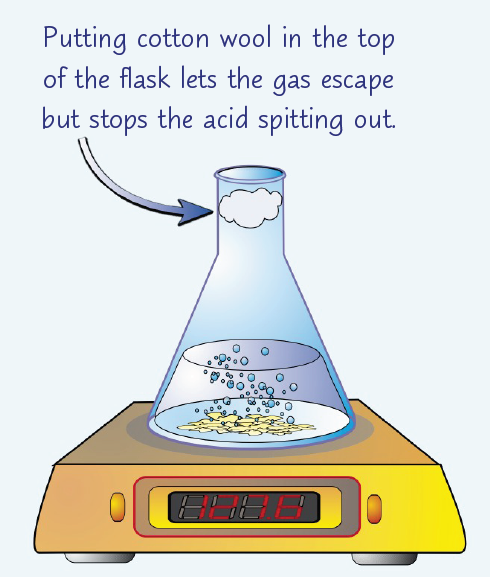 Putting cotton wool in the top
of the flask lets the gas escape
but stops the acid spitting out.
1276